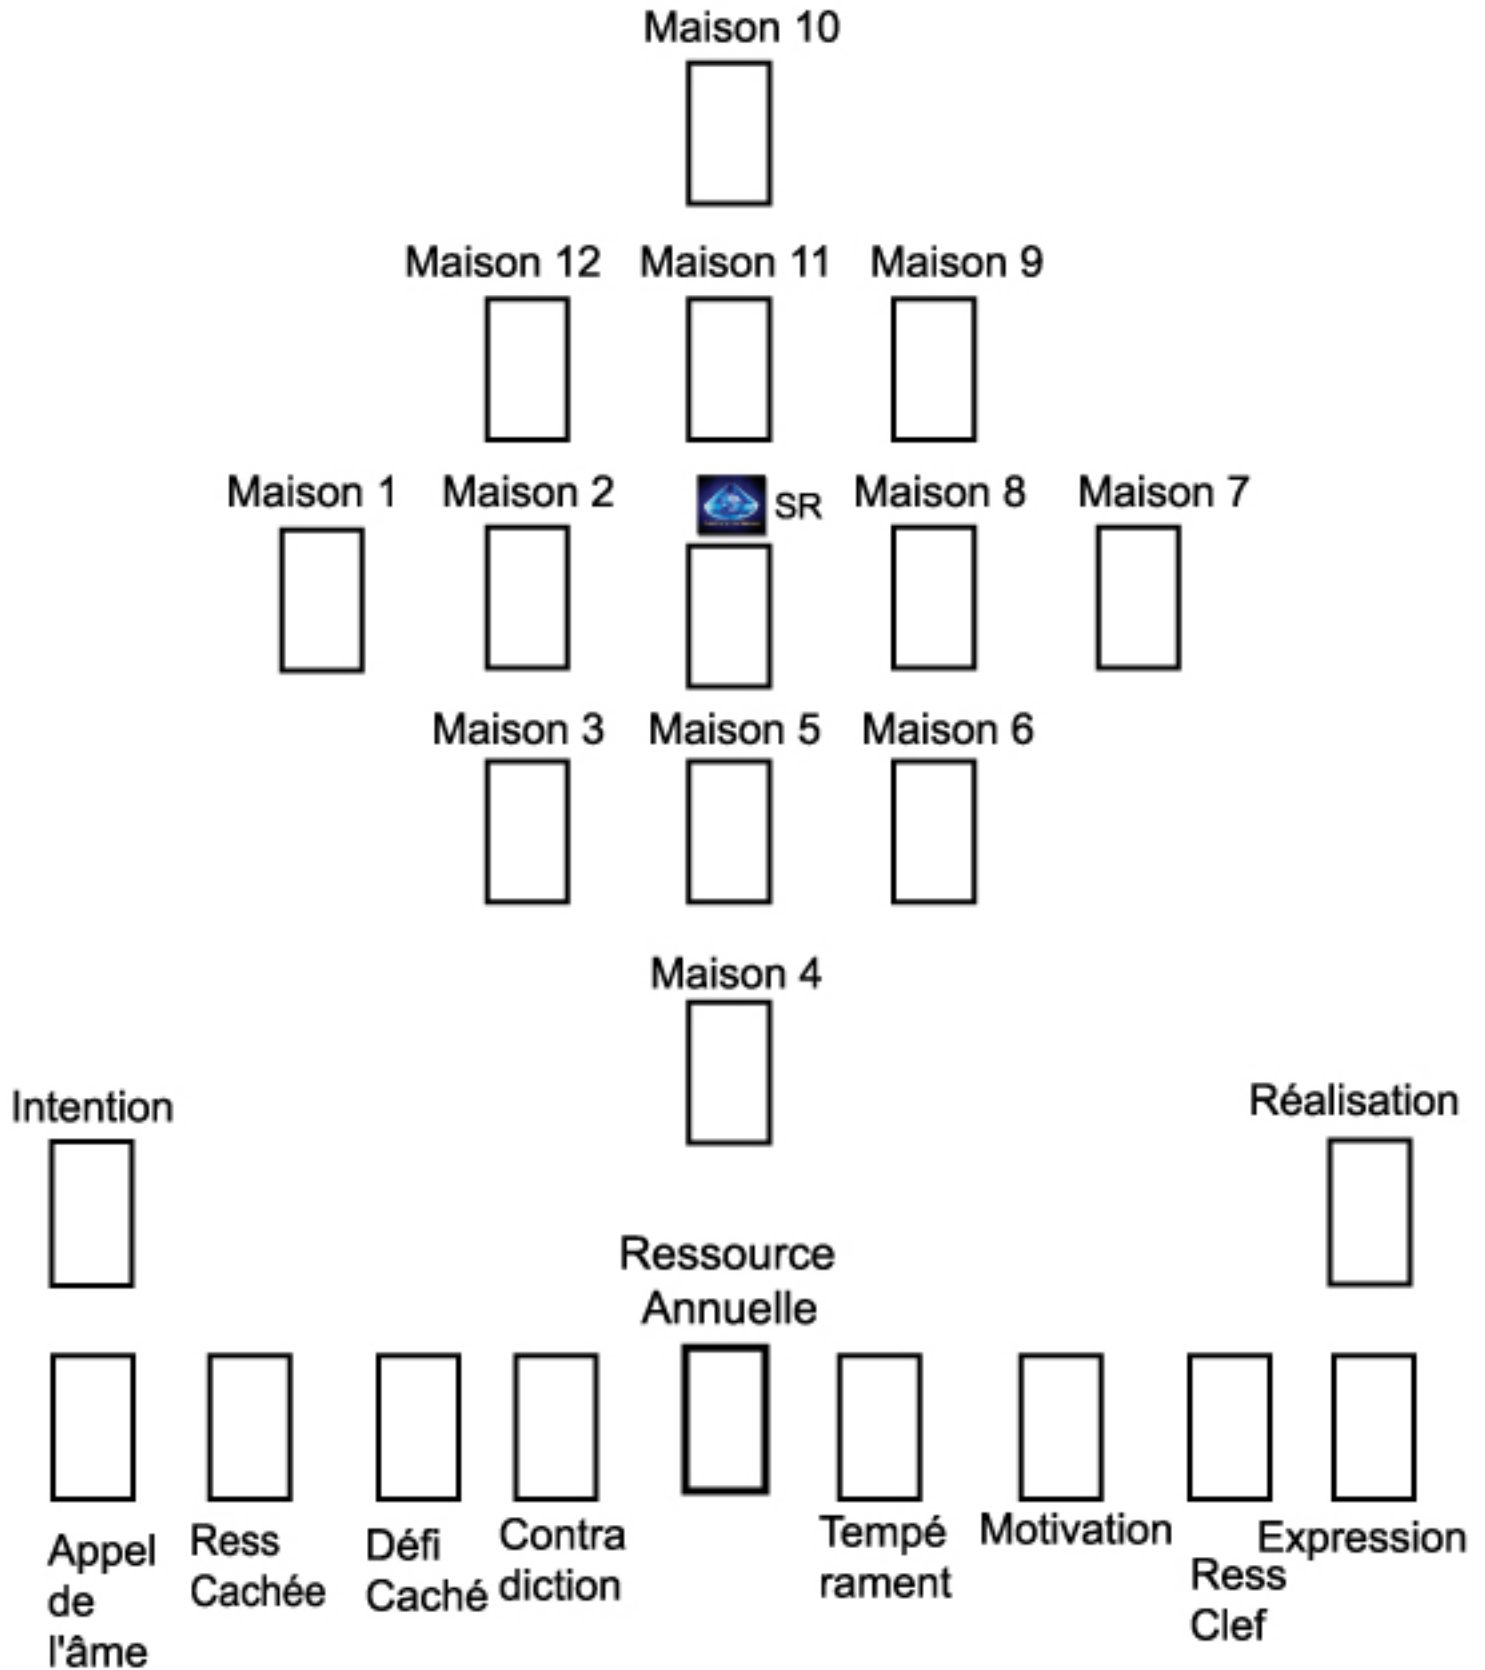 Maison 10
Maison 12 Maison 11 Maison 9
Maison 1 Maison 2 SR Maison 8 Maison 7
Maison 3 Maison 5 Maison 6
Maison 4
Intention
Réalisation
Ressource
Annuelle
Appel
de
l'âme
Ress
Cachée
Défi
Caché
Contra
diction
Tempé
rament
Motivation
Ress
Clef
Expression